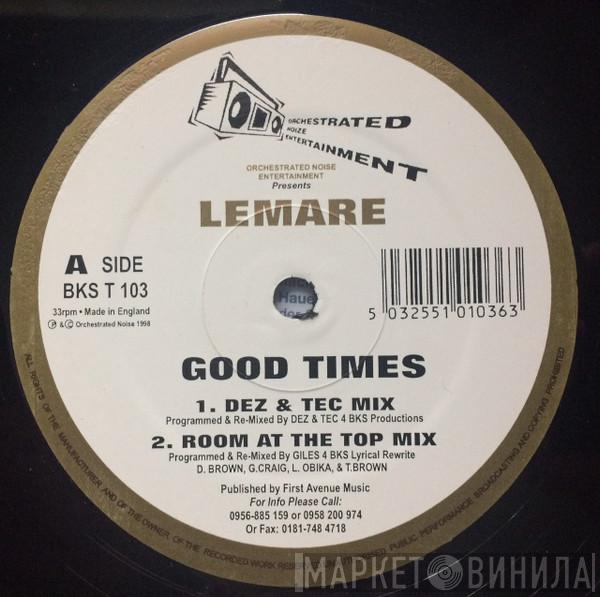 ORCHESTRATED
NOIZE
ENTERTAINMENT
ORCHESTRATED NOISE
ENTERTAINMENT
Presents
LEMARE
A SIDE
BKS T 103
33rpm • Made in England
℗ & © Orchestrated Noise 1998
Haue
5 032551 010363
GOOD TIMES
1. DEZ & TEC MIX
Programmed & Re-Mixed By DEZ & TEC 4 BKS Productions
2. ROOM AT THE TOP MIX
Programmed & Re-Mixed By GILES 4 BKS Lyrical Rewrite
D. BROWN, G.CRAIG, L. OBIKA, & T.BROWN
Published by First Avenue Music
For Info Please Call:
0956-885 159 or 0958 200 974
Or Fax: 0181-748 4718
ALL RIGHTS OF THE MANUFACTURER AND OF THE OWNER OF THE RECORDED WORK RESERVED. PUBLIC PERFORMANCE BROADCASTING AND COPYING PROHIBITED
МАРКЕТ ВИНИЛА